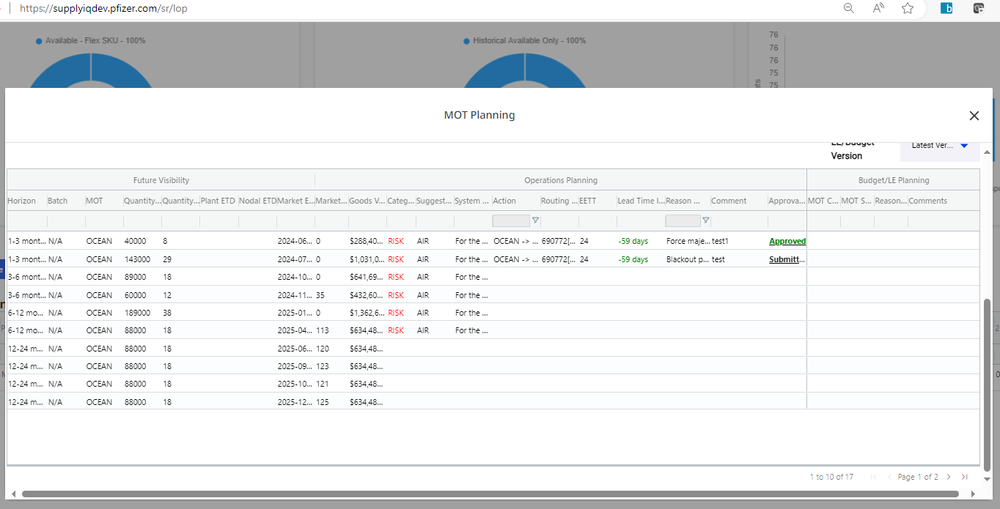 https://supplyiqdev.pfizer.com/sr/lop
Available - Flex SKU - 100%
Historical Available Only - 100%
76
76
76
75
75
MOT Planning
LE/Budget Version
Latest Ver...
Future Visibility Operations Planning Budget/LE Planning
Horizon Batch MOT Quantity... Quantity... Plant ETD Nodal ETD Market E... Market... Goods V... Categ... Suggest... System ... Action Routing ... EETT Lead Time I... Reason ... Comment Approva... MOT C... MOT S... Reason... Comments
1-3 mont... N/A OCEAN 40000 8 2024-06... 0 $288,40... RISK AIR For the ... OCEAN -> ... 690772[... 24 -59 days Force maje... test1 Approved
1-3 mont... N/A OCEAN 143000 29 2024-07... 0 $1,031,0... RISK AIR For the ... OCEAN -> ... 690772[... 24 -59 days Blackout p... test Submitt...
3-6 mont... N/A OCEAN 89000 18 2024-10... 0 $641,69... RISK AIR For the ...
3-6 mont... N/A OCEAN 60000 12 2024-11... 35 $432,60... RISK AIR For the ...
6-12 mo... N/A OCEAN 189000 38 2025-01... 0 $1,362,6... RISK AIR For the ...
6-12 mo... N/A OCEAN 88000 18 2025-04... 113 $634,48... RISK AIR For the ...
12-24 m... N/A OCEAN 88000 18 2025-06... 120 $634,48...
12-24 m... N/A OCEAN 88000 18 2025-09... 123 $634,48...
12-24 m... N/A OCEAN 88000 18 2025-10... 121 $634,48...
12-24 m... N/A OCEAN 88000 18 2025-12... 125 $634,48...
1 to 10 of 17 Page 1 of 2